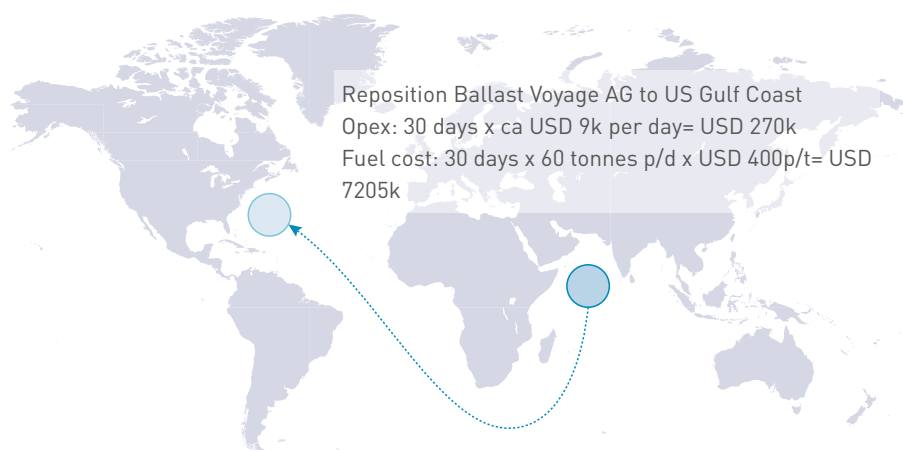 Reposition Ballast Voyage AG to US Gulf Coast
Opex: 30 days x ca USD 9k per day= USD 270k
Fuel cost: 30 days x 60 tonnes p/d x USD 400p/t= USD
7205k